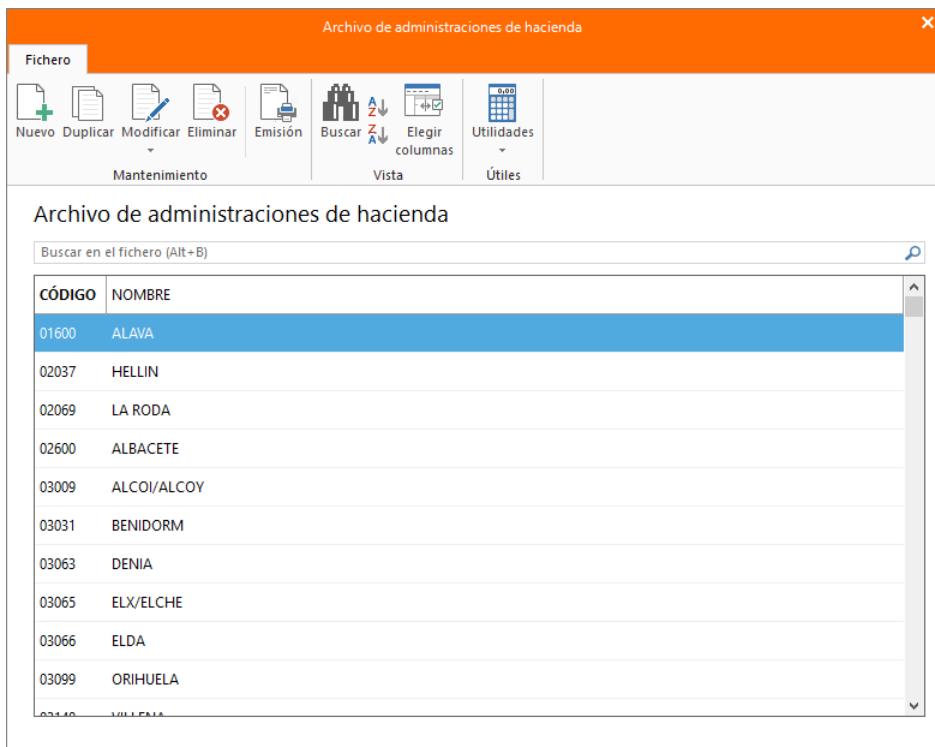 Archivo de administraciones de hacienda
Fichero
Nuevo Duplicar Modificar Eliminar Emisión Buscar Elegir columnas Utilidades
Mantenimiento Vista Útiles
Archivo de administraciones de hacienda
Buscar en el fichero (Alt+B)
CÓDIGO NOMBRE
01600 ALAVA
02037 HELLIN
02069 LA RODA
02600 ALBACETE
03009 ALCOI/ALCOY
03031 BENIDORM
03063 DENIA
03065 ELX/ELCHE
03066 ELDA
03099 ORIHUELA